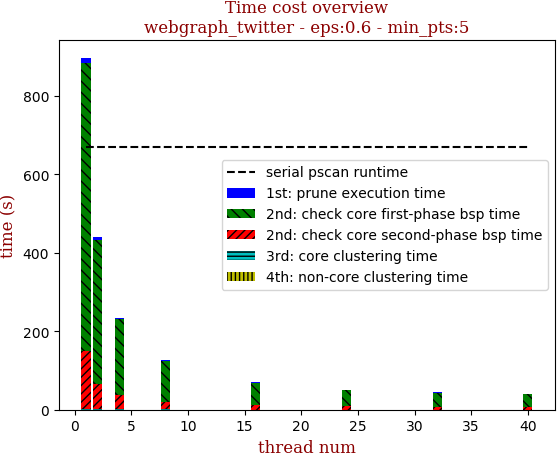 Time cost overview
webgraph_twitter - eps:0.6 - min_pts:5
time (s)
800
600
400
200
0
serial pscan runtime
1st: prune execution time
2nd: check core first-phase bsp time
2nd: check core second-phase bsp time
3rd: core clustering time
4th: non-core clustering time
0 5 10 15 20 25 30 35 40
thread num